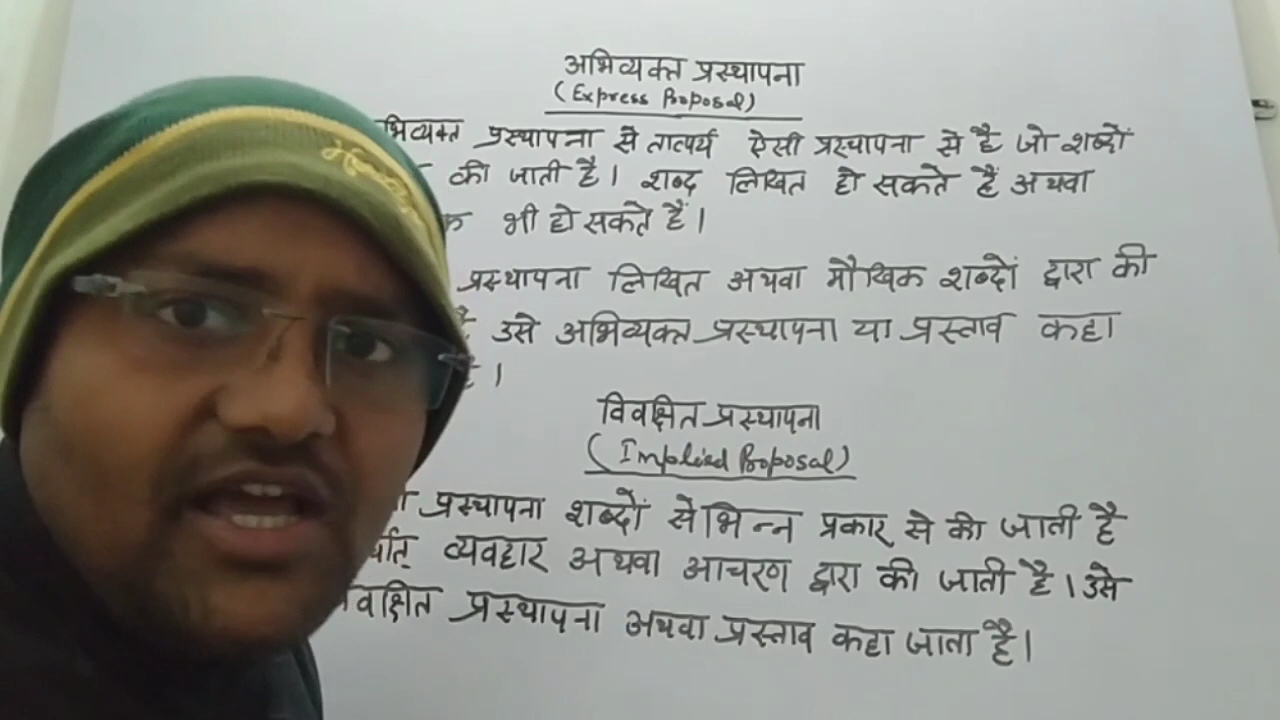 अभिव्यक्त प्रस्थापना
(Express Proposal)
प्रस्थापना से तात्पर्य ऐसी प्रस्थापना से है जो शब्दों
की जाती है। शब्द लिखित हो सकते हैं अथवा
भी हो सकते हैं।
प्रस्थापना लिखित अथवा मौखिक शब्दों द्वारा की
उसे अभिव्यक्त प्रस्थापना या प्रस्ताव कहा
है।
विवक्षित प्रस्थापना
(Implied Proposal)
प्रस्थापना शब्दों से भिन्न प्रकार से की जाती है
व्यवहार अथवा आचरण द्वारा की जाती है। उसे
प्रस्थापना अथवा प्रस्ताव कहा जाता है।